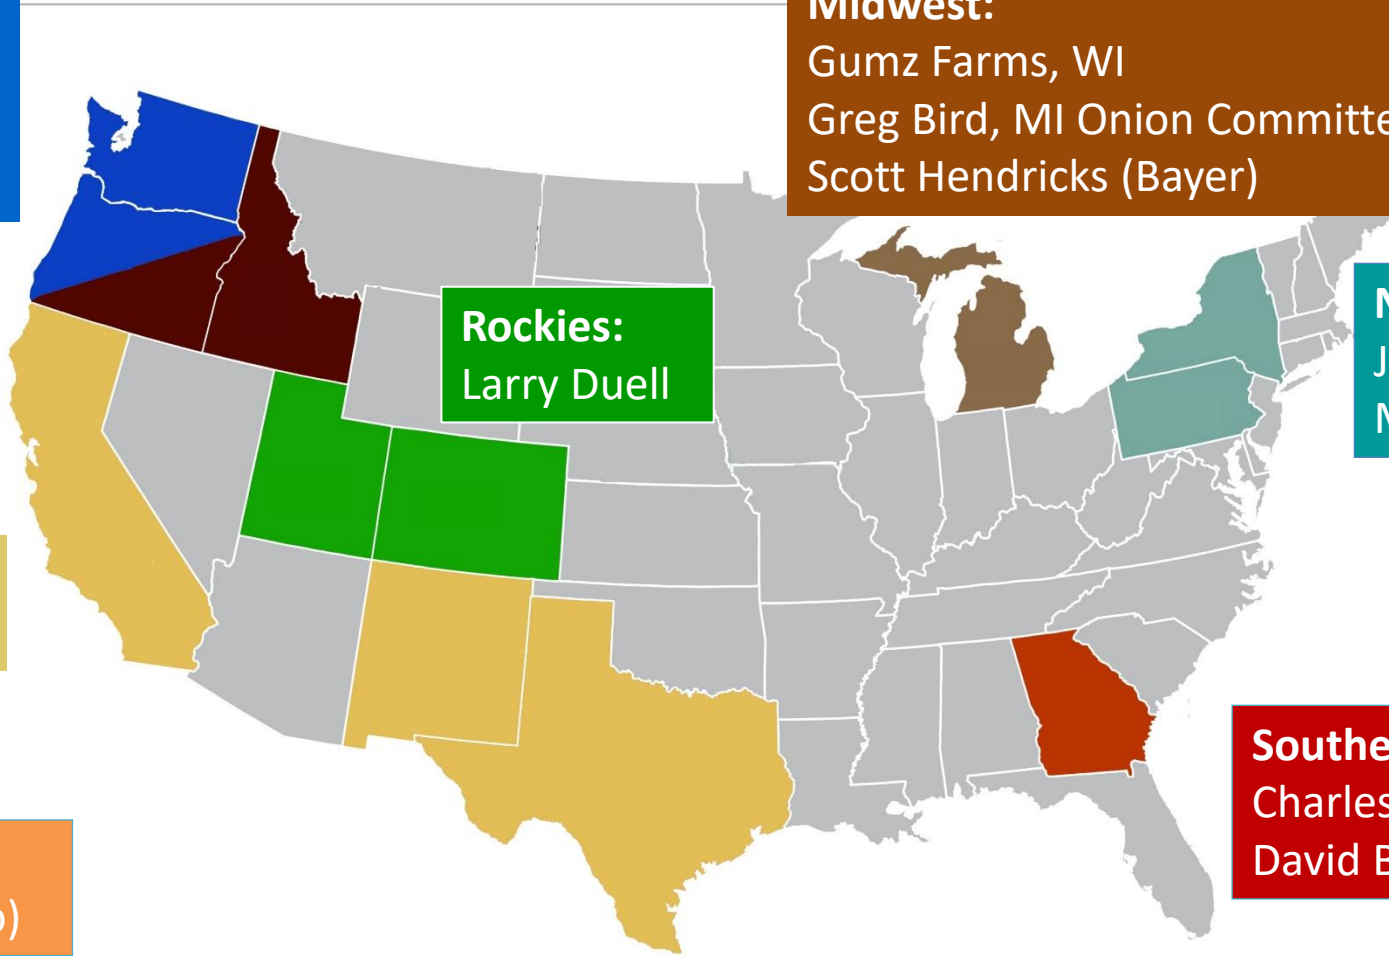 Midwest:
Gumz Farms, WI
Greg Bird, MI Onion Committe
Scott Hendricks (Bayer)
Rockies:
Larry Duell
N
J
M
Southe
Charles
David B
)